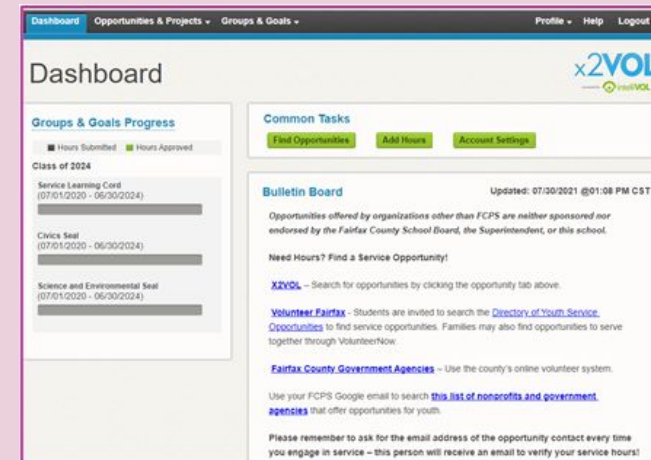 Dashboard Opportunities & Projects Groups & Goals Profile Help Logout
Dashboard
x2VOL
intelliVOL
Groups & Goals Progress
Hours Submitted Hours Approved
Class of 2024
Service Learning Cord
(07/01/2020 - 06/30/2024)
Civics Seal
(07/01/2020 - 06/30/2024)
Science and Environmental Seal
(07/01/2020 - 06/30/2024)
Common Tasks
Find Opportunities Add Hours Account Settings
Bulletin Board Updated: 07/30/2021 @01:08 PM CST
Opportunities offered by organizations other than FCPS are neither sponsored nor
endorsed by the Fairfax County School Board, the Superintendent, or this school.
Need Hours? Find a Service Opportunity!
X2VOL – Search for opportunities by clicking the opportunity tab above.
Volunteer Fairfax - Students are invited to search the Directory of Youth Service
Opportunities to find service opportunities. Families may also find opportunities to serve
together through VolunteerNow.
Fairfax County Government Agencies – Use the county's online volunteer system.
Use your FCPS Google email to search this list of nonprofits and government
agencies that offer opportunities for youth.
Please remember to ask for the email address of the opportunity contact every time
you engage in service – this person will receive an email to verify your service hours!